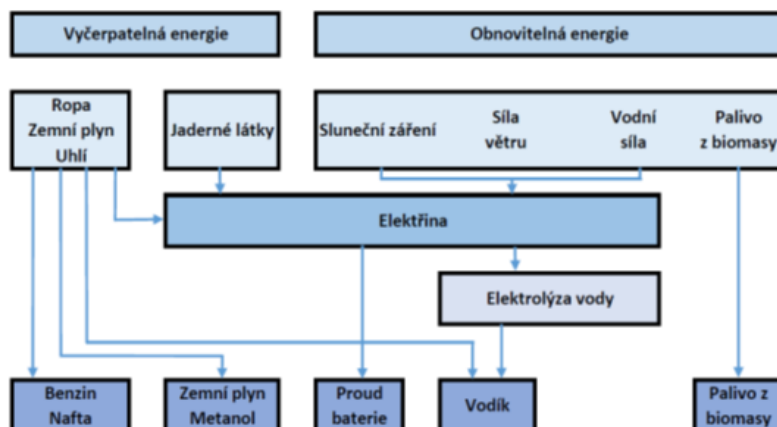 Vyčerpatelná energie
Obnovitelná energie
Ropa
Zemní plyn
Uhlí
Jaderné látky
Sluneční záření
Síla
větru
Vodní
síla
Palivo
z biomasy
Elektřina
Elektrolýza vody
Benzin
Nafta
Zemní plyn
Metanol
Proud
baterie
Vodík
Palivo z
biomasy